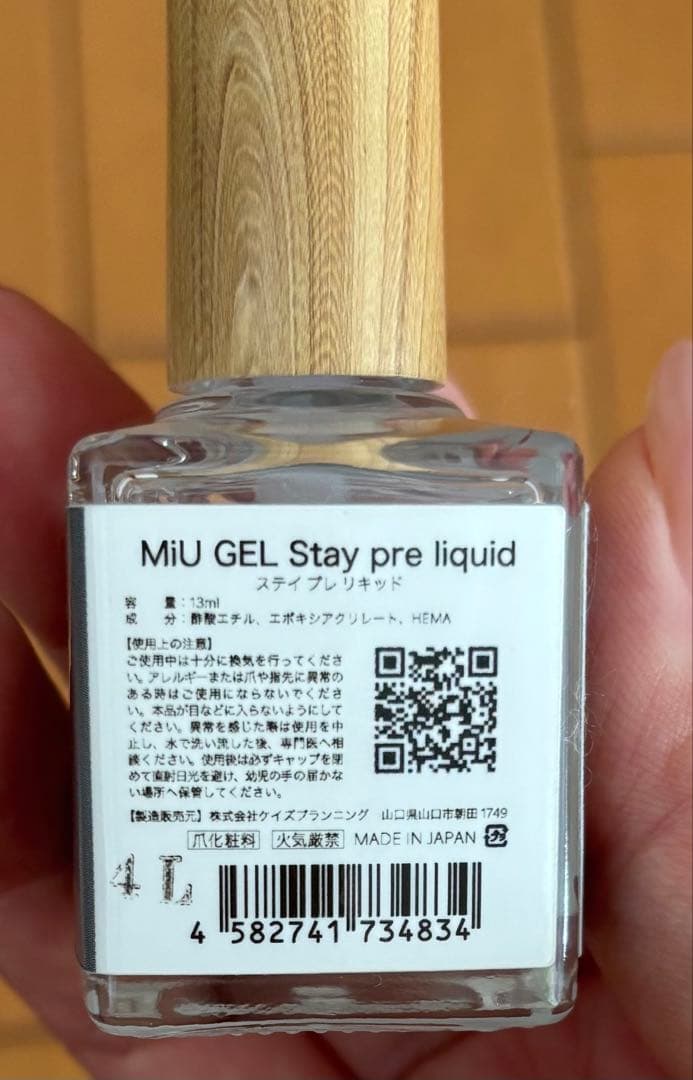 MiU GEL Stay pre liquid
ステイ プレ リキッド
容　量：13ml
成　分：酢酸エチル、エポキシアクリレート、HEMA
【使用上の注意】
ご使用中は十分に換気を行ってくださ
い。アレルギーまたは爪や指先に異常の
ある時はご使用にならないでくださ
い。本品が目などに入らないようにして
ください。異常を感じた際は使用を中
止し、水で洗い流した後、専門医へ相
談ください。使用後は必ずキャップを閉
めて直射日光を避け、幼児の手の届かな
い場所へ保管してください。
【製造販売元】株式会社ケイズプランニング　山口県山口市朝田1749
爪化粧料 火気厳禁 MADE IN JAPAN プラ
4L
4 582741 734834